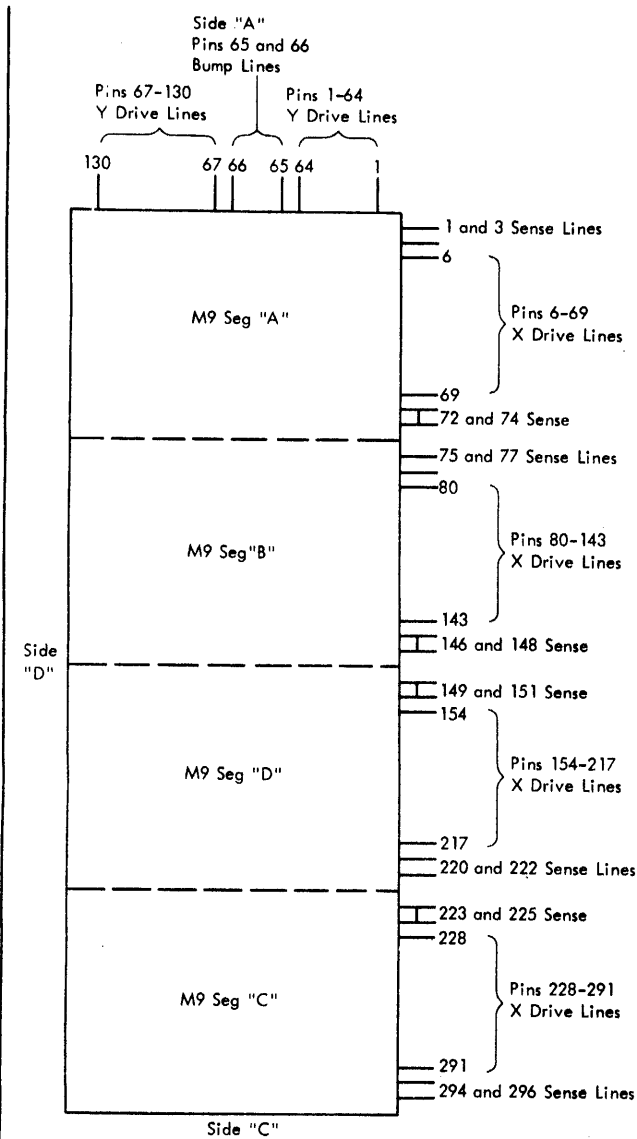 Side "A"
Pins 65 and 66
Bump Lines
Pins 67-130
Y Drive Lines
Pins 1-64
Y Drive Lines
130 67 66 65 64 1
1 and 3 Sense Lines
6
Pins 6-69
X Drive Lines
M9 Seg "A"
69
72 and 74 Sense
75 and 77 Sense Lines
80
Pins 80-143
X Drive Lines
M9 Seg"B"
143
146 and 148 Sense
Side
"D"
149 and 151 Sense
154
Pins 154-217
X Drive Lines
M9 Seg "D"
217
220 and 222 Sense Lines
223 and 225 Sense
228
Pins 228-291
X Drive Lines
M9 Seg "C"
291
294 and 296 Sense Lines
Side "C"